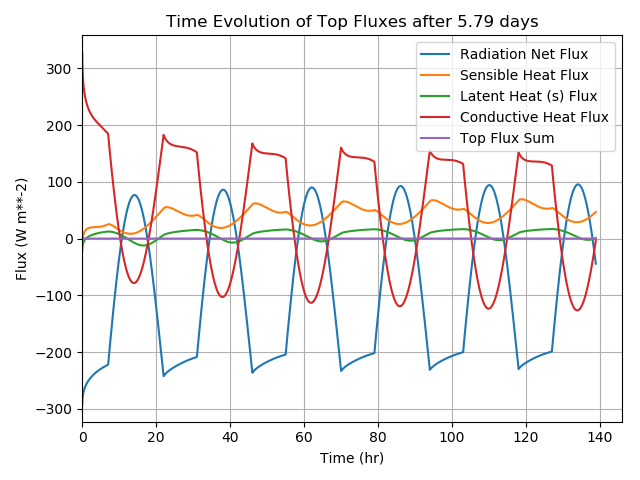 Time Evolution of Top Fluxes after 5.79 days
Radiation Net Flux
Sensible Heat Flux
Latent Heat (s) Flux
Conductive Heat Flux
Top Flux Sum
Flux (W m**-2)
300
200
100
0
−100
−200
−300
0 20 40 60 80 100 120 140
Time (hr)